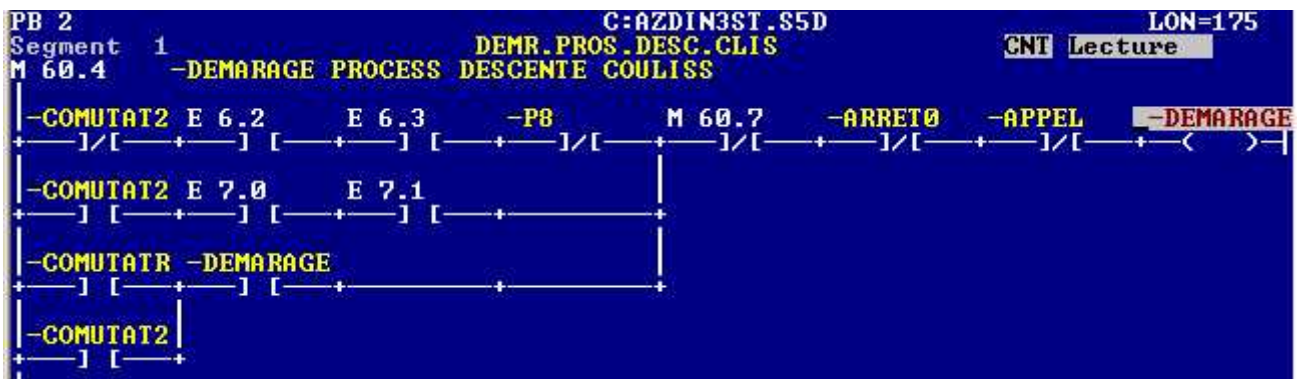 PB 2 C:AZDIN3ST.S5D LON=175
Segment 1 DEMR.PROS.DESC.CLIS CNT Lecture
M 60.4 -DEMARAGE PROCESS DESCENTE COULISS
-COMUTAT2 E 6.2 E 6.3 -P8 M 60.7 -ARRET0 -APPEL -DEMARAGE
-COMUTAT2 E 7.0 E 7.1
-COMUTATR -DEMARAGE
-COMUTAT2